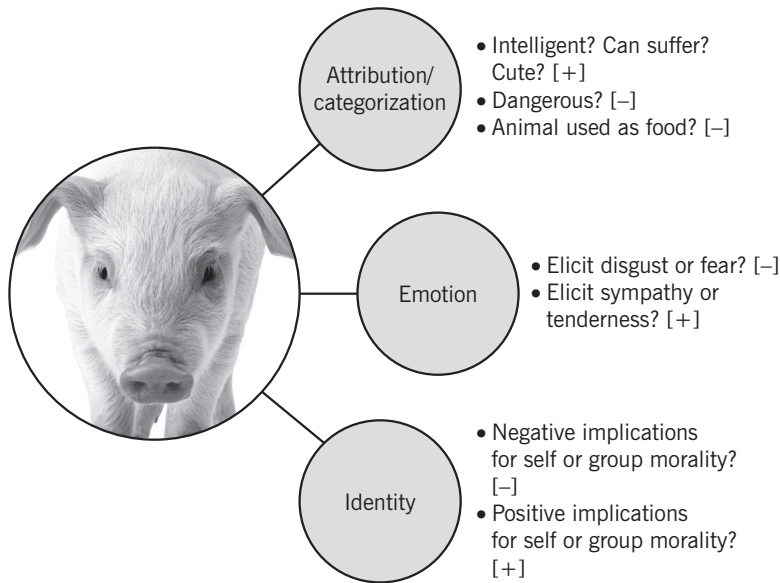 Attribution/
categorization
• Intelligent? Can suffer?
Cute? [+]
• Dangerous? [–]
• Animal used as food? [–]
Emotion
• Elicit disgust or fear? [–]
• Elicit sympathy or
tenderness? [+]
Identity
• Negative implications
for self or group morality?
[–]
• Positive implications
for self or group morality?
[+]